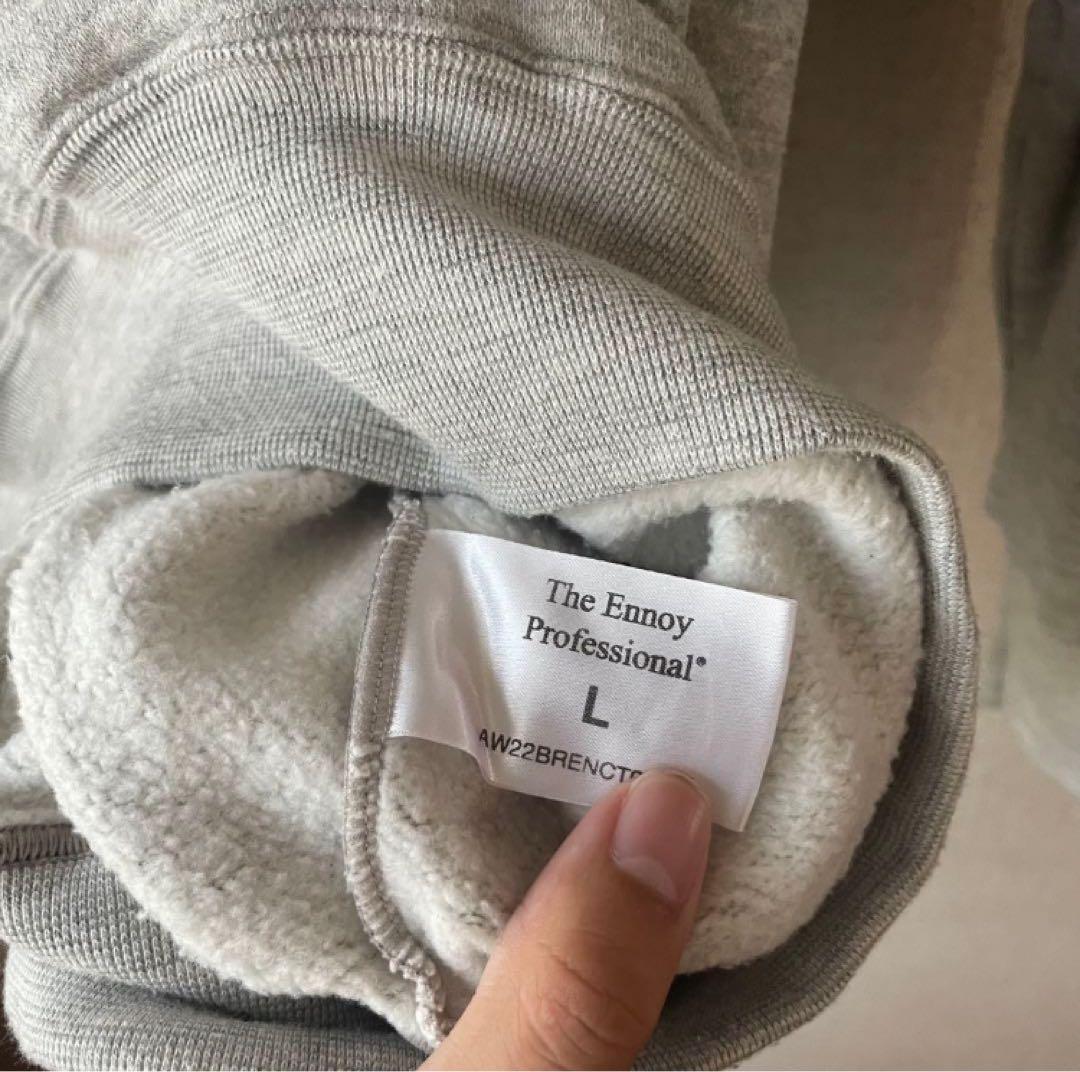 The Ennoy
Professional®
L
AW22BRENCT